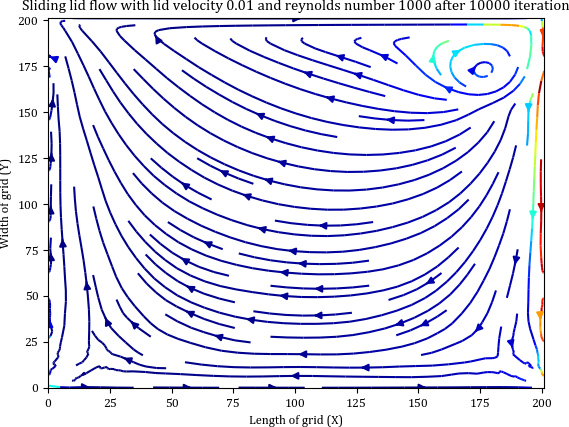 Sliding lid flow with lid velocity 0.01 and reynolds number 1000 after 10000 iteration
200
175
150
125
100
75
50
25
0
Width of grid (Y)
0 25 50 75 100 125 150 175 200
Length of grid (X)